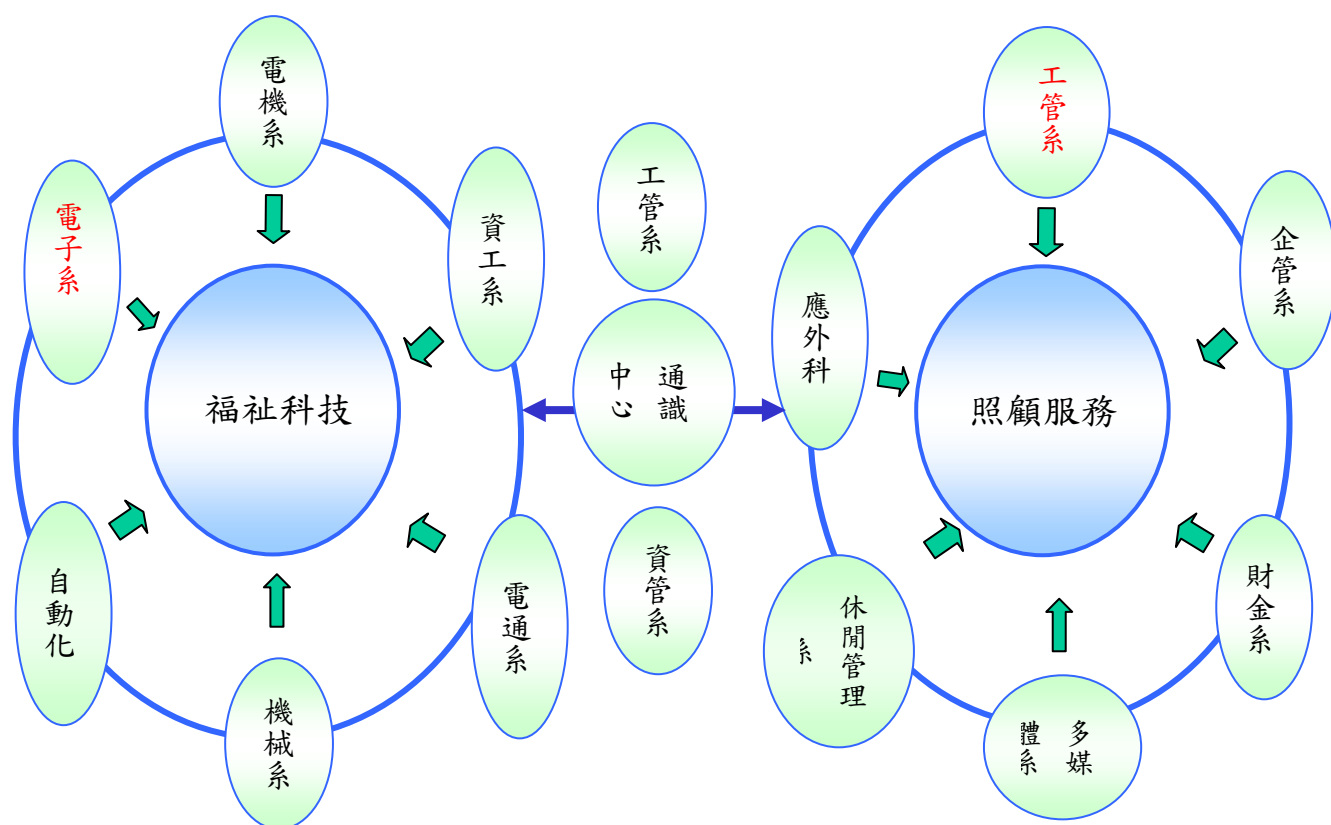 電機系
電子系
資工系
福祉科技
自動化
電通系
機械系
工管系
通識
中心
資管系
工管系
應外科
企管系
照顧服務
休閒管理
系
財金系
多媒
體系